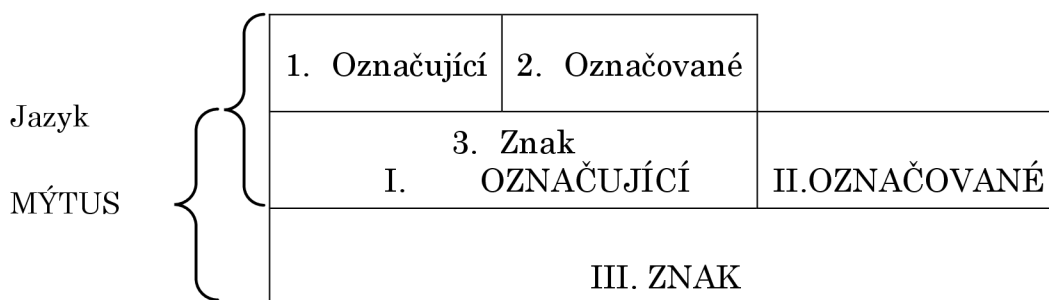 1. Označující 2. Označované
Jazyk
3. Znak
I. OZNAČUJÍCÍ II.OZNAČOVANÉ
MÝTUS
III. ZNAK